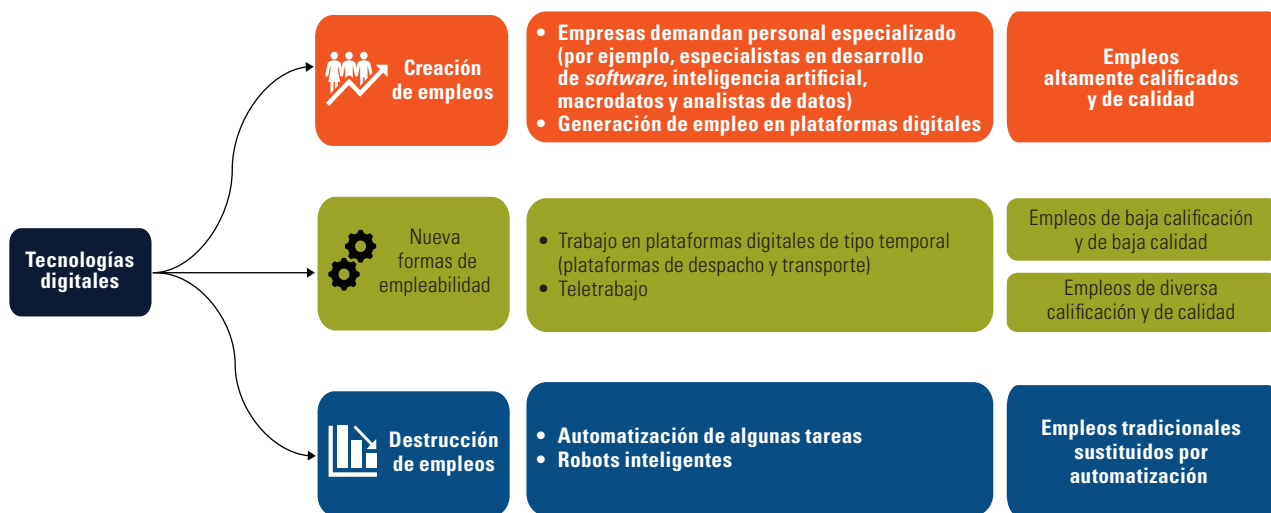 Tecnologías
digitales
Creación
de empleos
• Empresas demandan personal especializado
(por ejemplo, especialistas en desarrollo
de software, inteligencia artificial,
macrodatos y analistas de datos)
• Generación de empleo en plataformas digitales
Empleos
altamente calificados
y de calidad
Nueva
formas de
empleabilidad
• Trabajo en plataformas digitales de tipo temporal
(plataformas de despacho y transporte)
• Teletrabajo
Empleos de baja calificación
y de baja calidad
Empleos de diversa
calificación y de calidad
Destrucción
de empleos
• Automatización de algunas tareas
• Robots inteligentes
Empleos tradicionales
sustituidos por
automatización